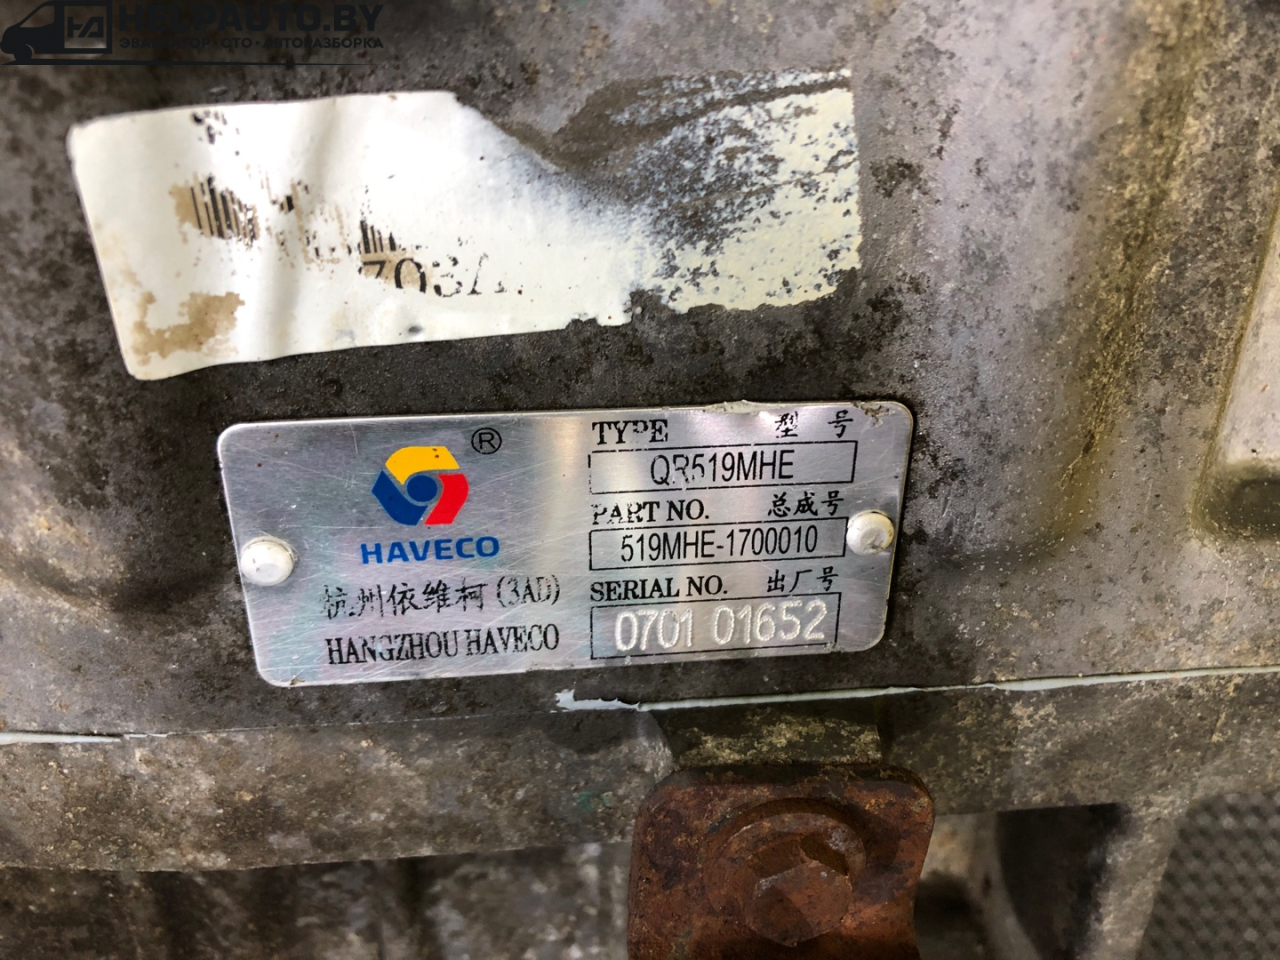 HELPAUTO.BY
ЭВАКУАТОР•СТО•АВТОРАЗБОРКА
HAVECO ®
杭州依维柯(3AD)
HANGZHOU HAVECO
TYPE 型号
QR519MHE
PART NO. 总成号
519MHE-1700010
SERIAL NO. 出厂号
0701 01652